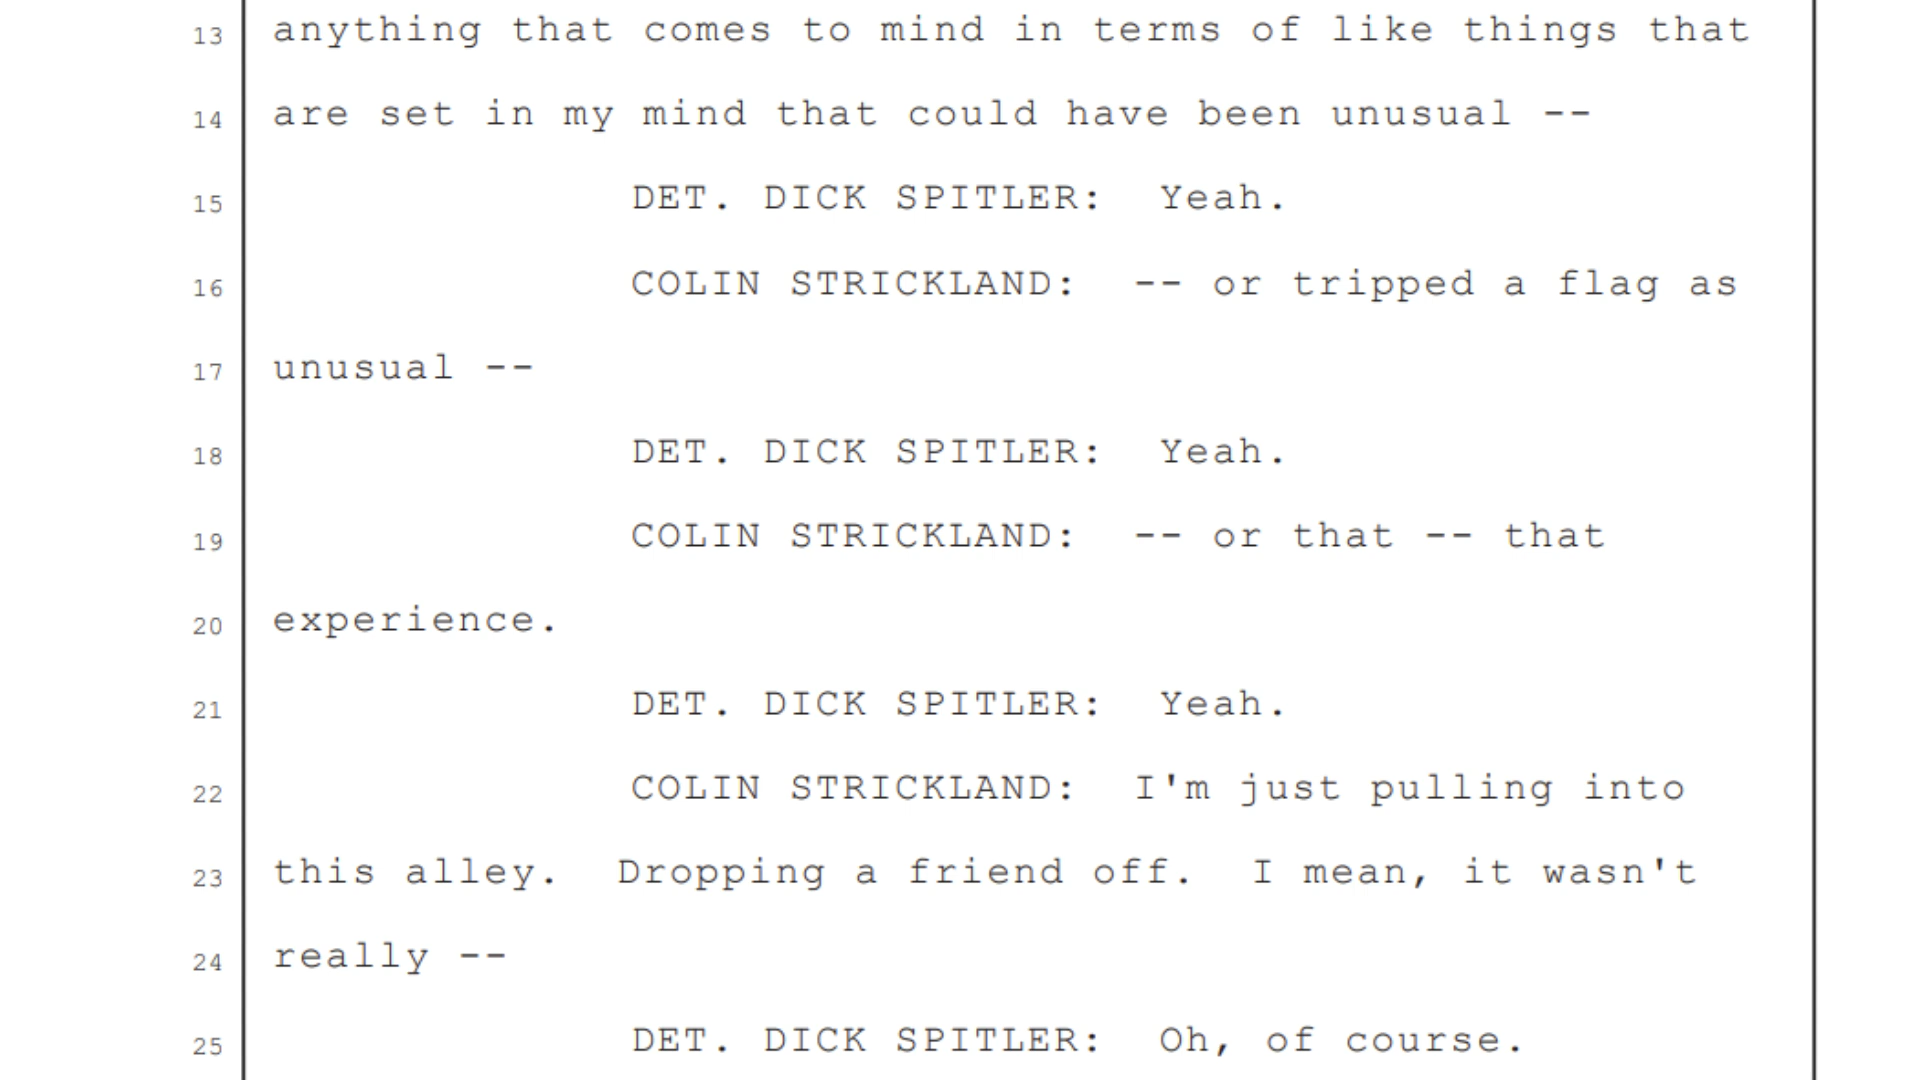 13 anything that comes to mind in terms of like things that
14 are set in my mind that could have been unusual --
15 DET. DICK SPITLER:  Yeah.
16 COLIN STRICKLAND:  -- or tripped a flag as
17 unusual --
18 DET. DICK SPITLER:  Yeah.
19 COLIN STRICKLAND:  -- or that -- that
20 experience.
21 DET. DICK SPITLER:  Yeah.
22 COLIN STRICKLAND:  I'm just pulling into
23 this alley.  Dropping a friend off.  I mean, it wasn't
24 really --
25 DET. DICK SPITLER:  Oh, of course.